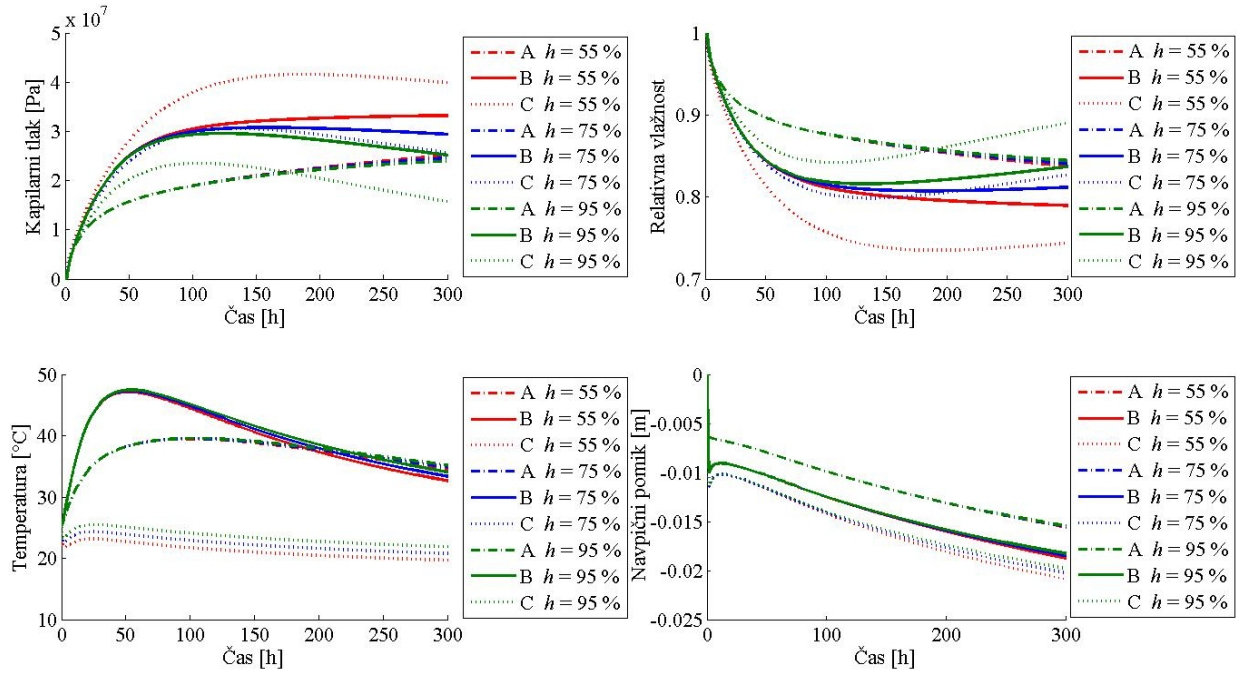 x 10⁷
5
4
3
2
1
0
0 50 100 150 200 250 300
Kapilarni tlak [Pa]
Čas [h]
A h = 55 %
B h = 55 %
C h = 55 %
A h = 75 %
B h = 75 %
C h = 75 %
A h = 95 %
B h = 95 %
C h = 95 %
1
0.9
0.8
0.7
0 50 100 150 200 250 300
Relativna vlažnost
Čas [h]
A h = 55 %
B h = 55 %
C h = 55 %
A h = 75 %
B h = 75 %
C h = 75 %
A h = 95 %
B h = 95 %
C h = 95 %
50
40
30
20
10
0 50 100 150 200 250 300
Temperatura [°C]
Čas [h]
A h = 55 %
B h = 55 %
C h = 55 %
A h = 75 %
B h = 75 %
C h = 75 %
A h = 95 %
B h = 95 %
C h = 95 %
0
-0.005
-0.01
-0.015
-0.02
-0.025
0 100 200 300
Navpični pomik [m]
Čas [h]
A h = 55 %
B h = 55 %
C h = 55 %
A h = 75 %
B h = 75 %
C h = 75 %
A h = 95 %
B h = 95 %
C h = 95 %